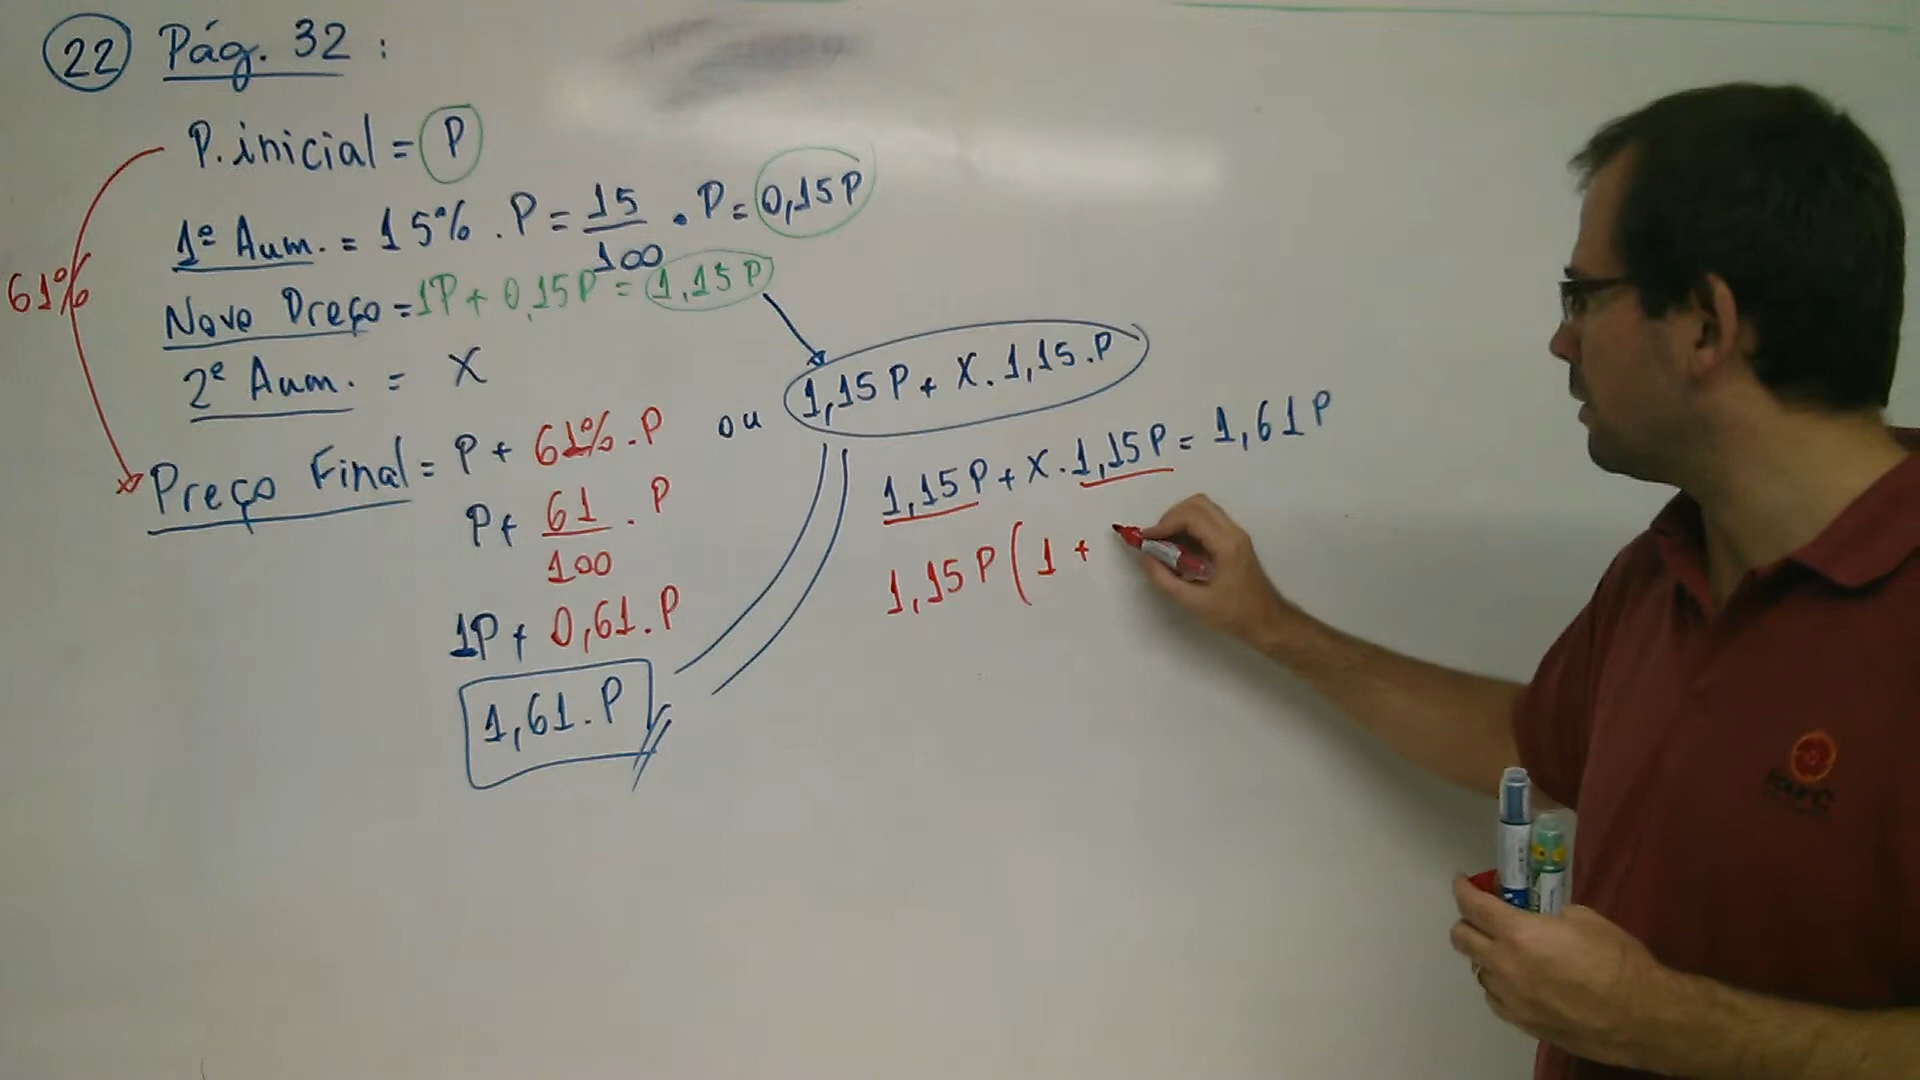 22 Pág. 32:
P. inicial = P
1º Aum. = 15% . P = 15/100 . P = 0,15P
61%
Novo Preço = 1P + 0,15P = 1,15P
2º Aum. = X
Preço Final = P + 61% . P ou 1,15P + X . 1,15 . P
P + 61/100 . P
1P + 0,61 . P
1,61 . P
1,15P + X . 1,15P = 1,61P
1,15P (1 +